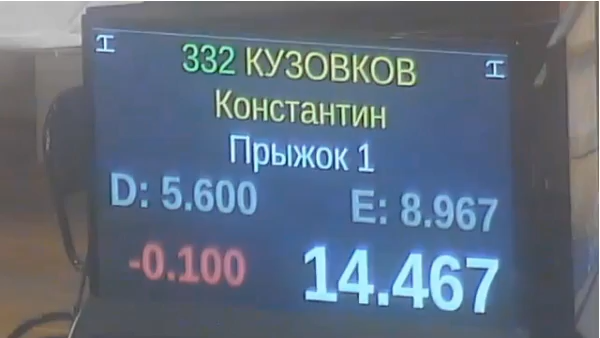 332 КУЗОВКОВ
Константин
Прыжок 1
D: 5.600 E: 8.967
-0.100 14.467